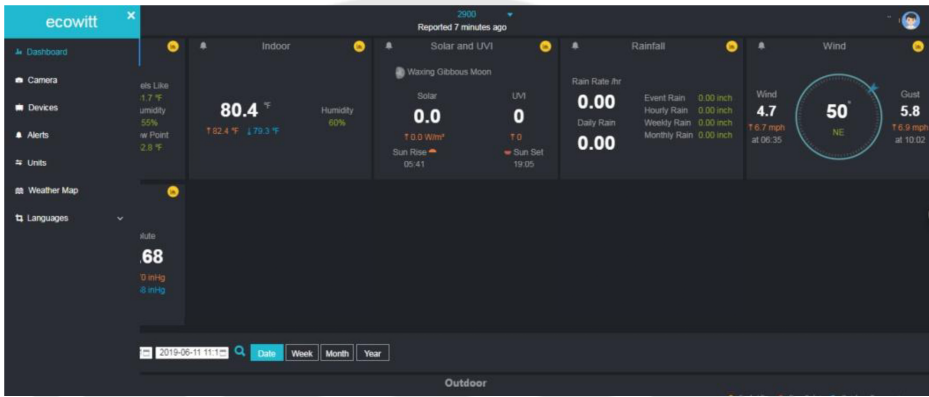 ecowitt ×
2900
Reported 7 minutes ago
Dashboard
Camera
Devices
Alerts
Units
Weather Map
Languages
els Like
1.7 °F
umidity
55%
w Point
2.8 °F
Indoor
80.4 °F
↑82.4 °F ↓79.3 °F
Humidity
60%
Solar and UVI
Waxing Gibbous Moon
Solar
0.0
↑0.0 W/m²
UVI
0
↑0
Sun Rise
05:41
Sun Set
19:05
Rainfall
Rain Rate /hr
0.00
Daily Rain
0.00
Event Rain 0.00 inch
Hourly Rain 0.00 inch
Weekly Rain 0.00 inch
Monthly Rain 0.00 inch
Wind
Wind
4.7
↑6.7 mph
at 06:35
50°
NE
Gust
5.8
↑6.9 mph
at 10:02
olute
.68
0 inHg
8 inHg
2019-06-11 11:1
Date Week Month Year
Outdoor